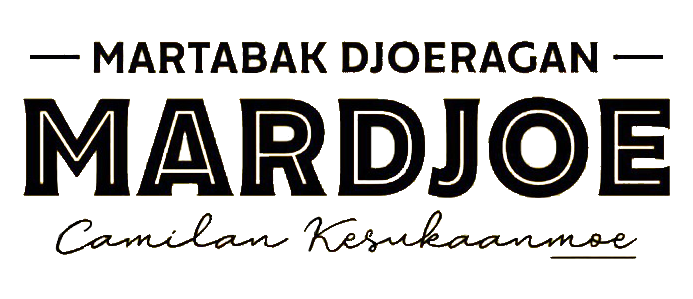 MARTABAK DJOERAGAN
MARDJOE
Camilan Kesukaanmoe